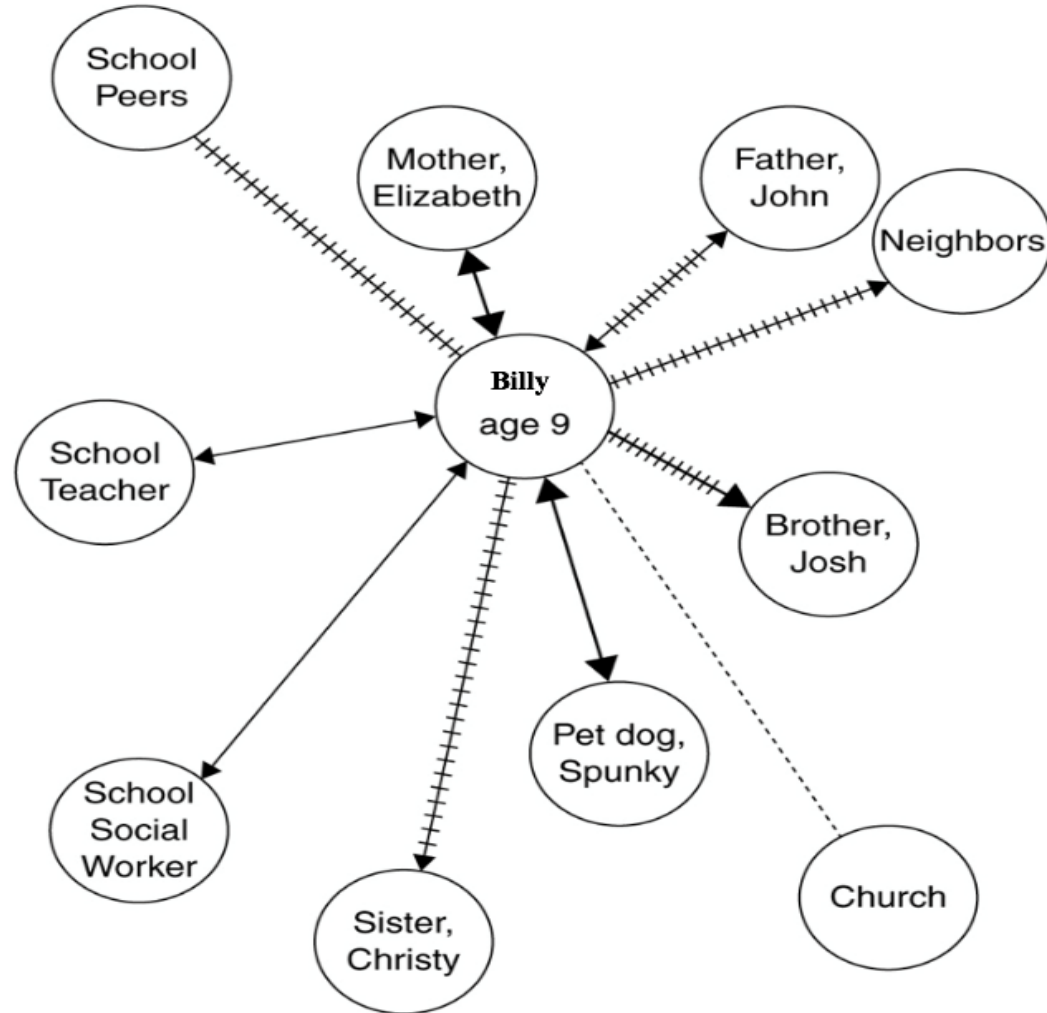 School
Peers
Mother,
Elizabeth
Father,
John
Neighbors
Billy
age 9
School
Teacher
Brother,
Josh
Pet dog,
Spunky
School
Social
Worker
Church
Sister,
Christy